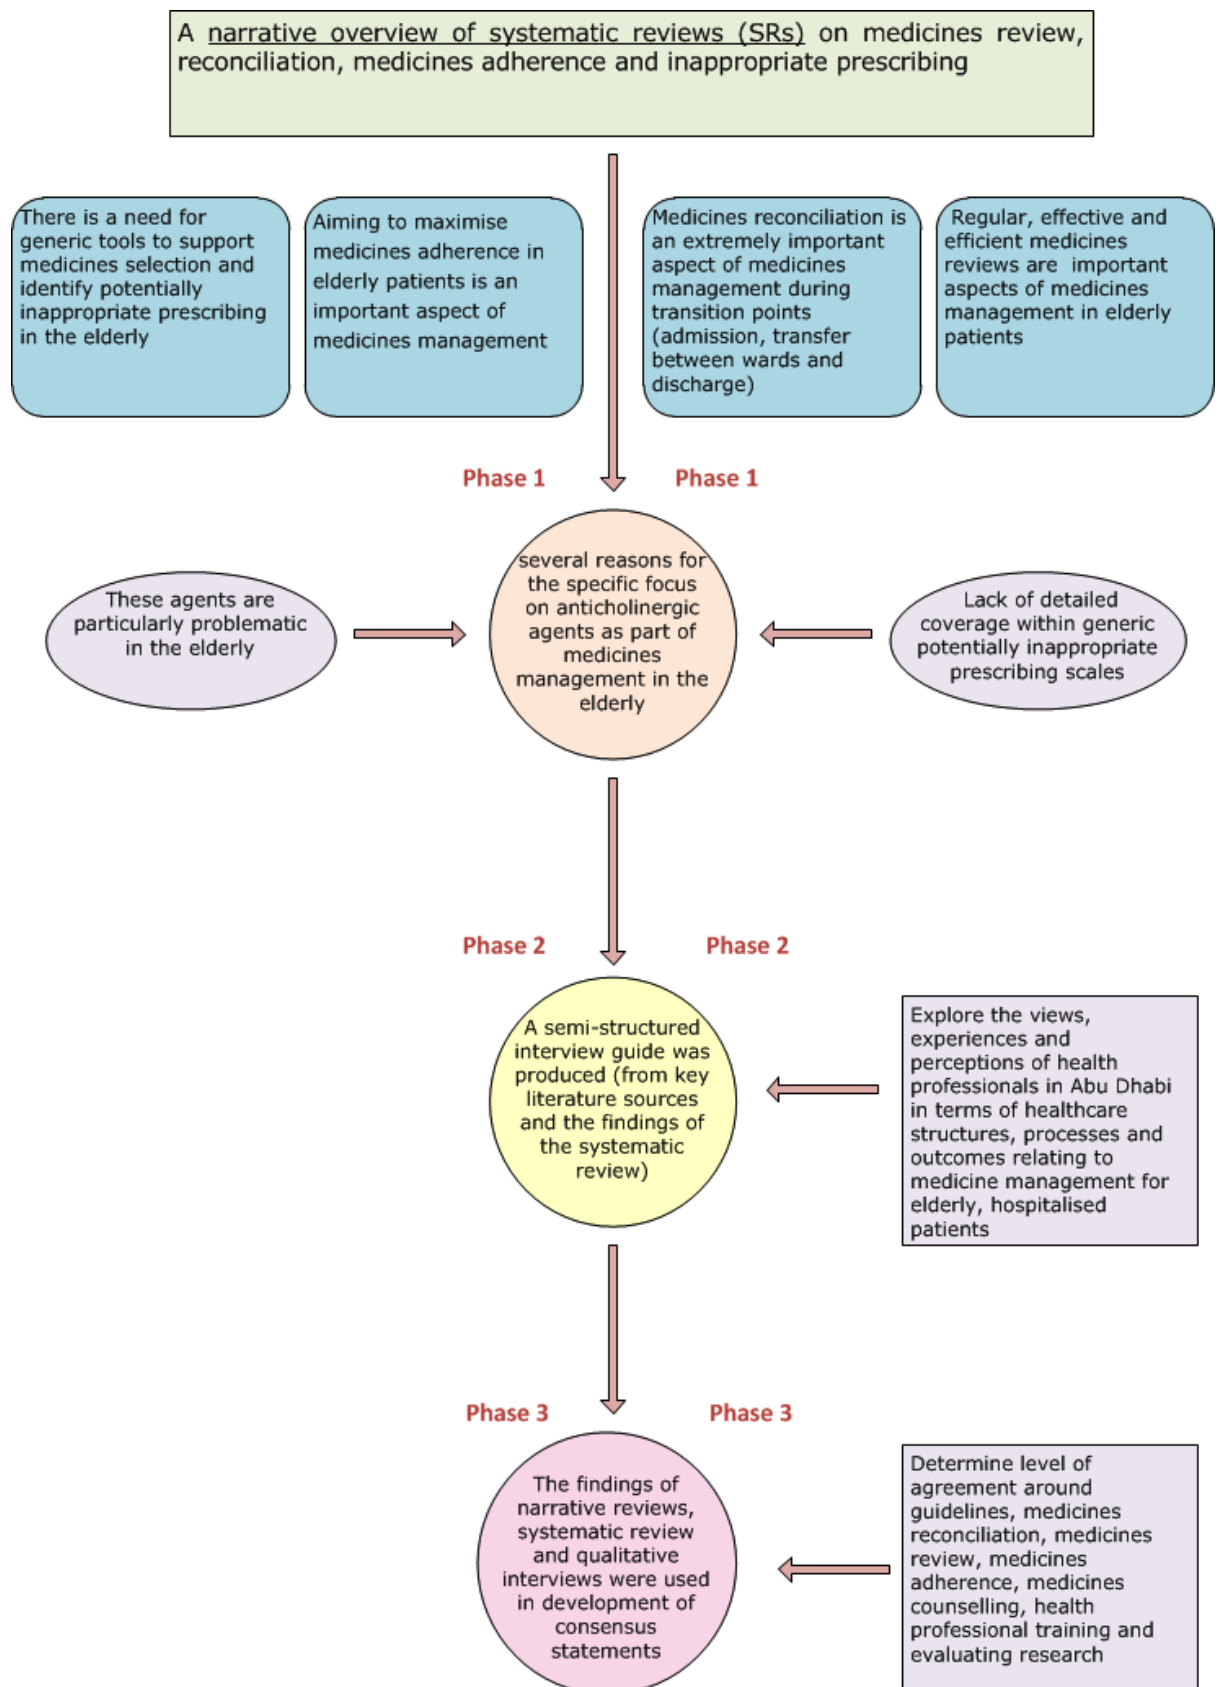 A narrative overview of systematic reviews (SRs) on medicines review,
reconciliation, medicines adherence and inappropriate prescribing
There is a need for
generic tools to support
medicines selection and
identify potentially
inappropriate prescribing
in the elderly
Aiming to maximise
medicines adherence in
elderly patients is an
important aspect of
medicines management
Medicines reconciliation is
an extremely important
aspect of medicines
management during
transition points
(admission, transfer
between wards and
discharge)
Regular, effective and
efficient medicines
reviews are important
aspects of medicines
management in elderly
patients
Phase 1
Phase 1
These agents are
particularly problematic
in the elderly
several reasons for
the specific focus
on anticholinergic
agents as part of
medicines
management in the
elderly
Lack of detailed
coverage within generic
potentially inappropriate
prescribing scales
Phase 2
Phase 2
A semi-structured
interview guide was
produced (from key
literature sources
and the findings of
the systematic
review)
Explore the views,
experiences and
perceptions of health
professionals in Abu Dhabi
in terms of healthcare
structures, processes and
outcomes relating to
medicine management for
elderly, hospitalised
patients
Phase 3
Phase 3
The findings of
narrative reviews,
systematic review
and qualitative
interviews were used
in development of
consensus
statements
Determine level of
agreement around
guidelines, medicines
reconciliation, medicines
review, medicines
adherence, medicines
counselling, health
professional training and
evaluating research